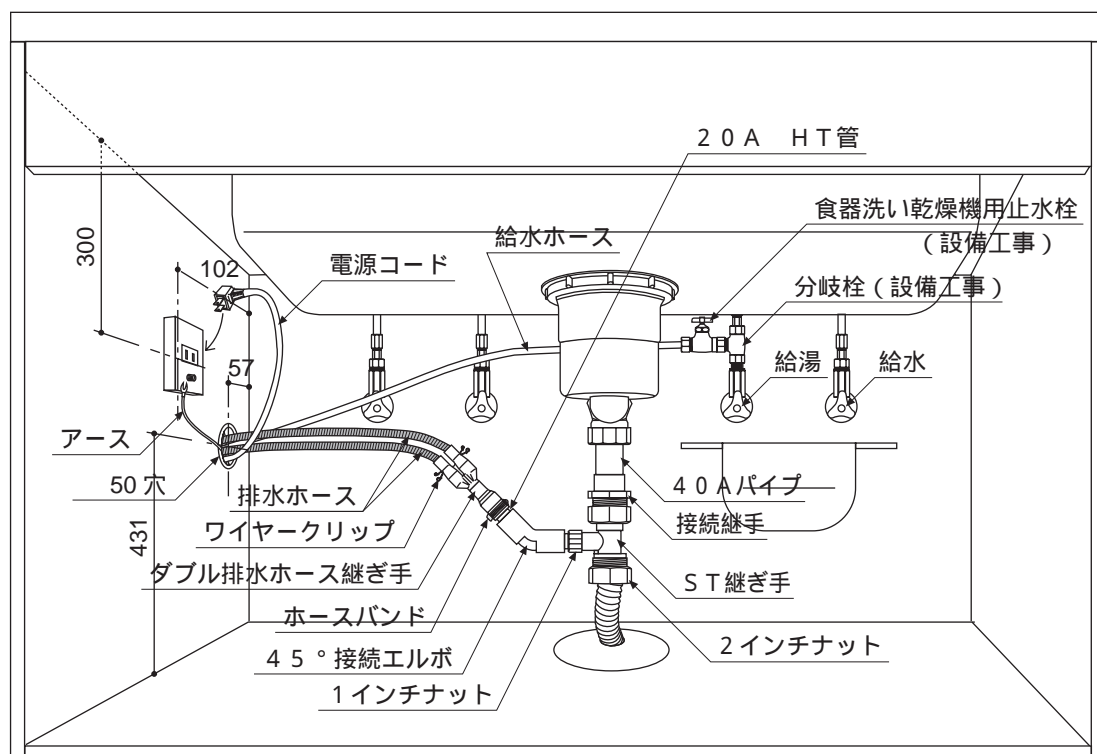 20A HT管
食器洗い乾燥機用止水栓
(設備工事)
給水ホース
300
102
電源コード
分岐栓(設備工事)
57
給湯
給水
アース
50穴
排水ホース
40Aパイプ
接続継手
ワイヤークリップ
431
ダブル排水ホース継ぎ手
ST継ぎ手
ホースバンド
45°接続エルボ
2インチナット
1インチナット